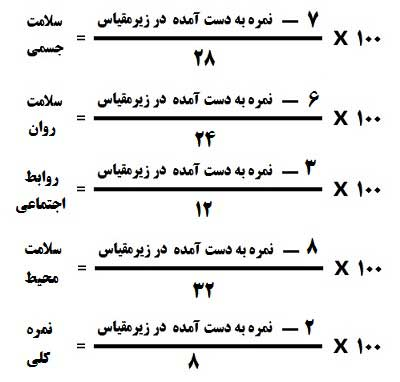 سلامت جسمی = نمره به دست آمده در زیرمقیاس — ۷ / ۲۸ X ۱۰۰
سلامت روان = نمره به دست آمده در زیرمقیاس — ۶ / ۲۴ X ۱۰۰
روابط اجتماعی = نمره به دست آمده در زیرمقیاس — ۳ / ۱۲ X ۱۰۰
سلامت محیط = نمره به دست آمده در زیرمقیاس — ۸ / ۳۲ X ۱۰۰
نمره کلی = نمره به دست آمده در زیرمقیاس — ۲ / ۸ X ۱۰۰